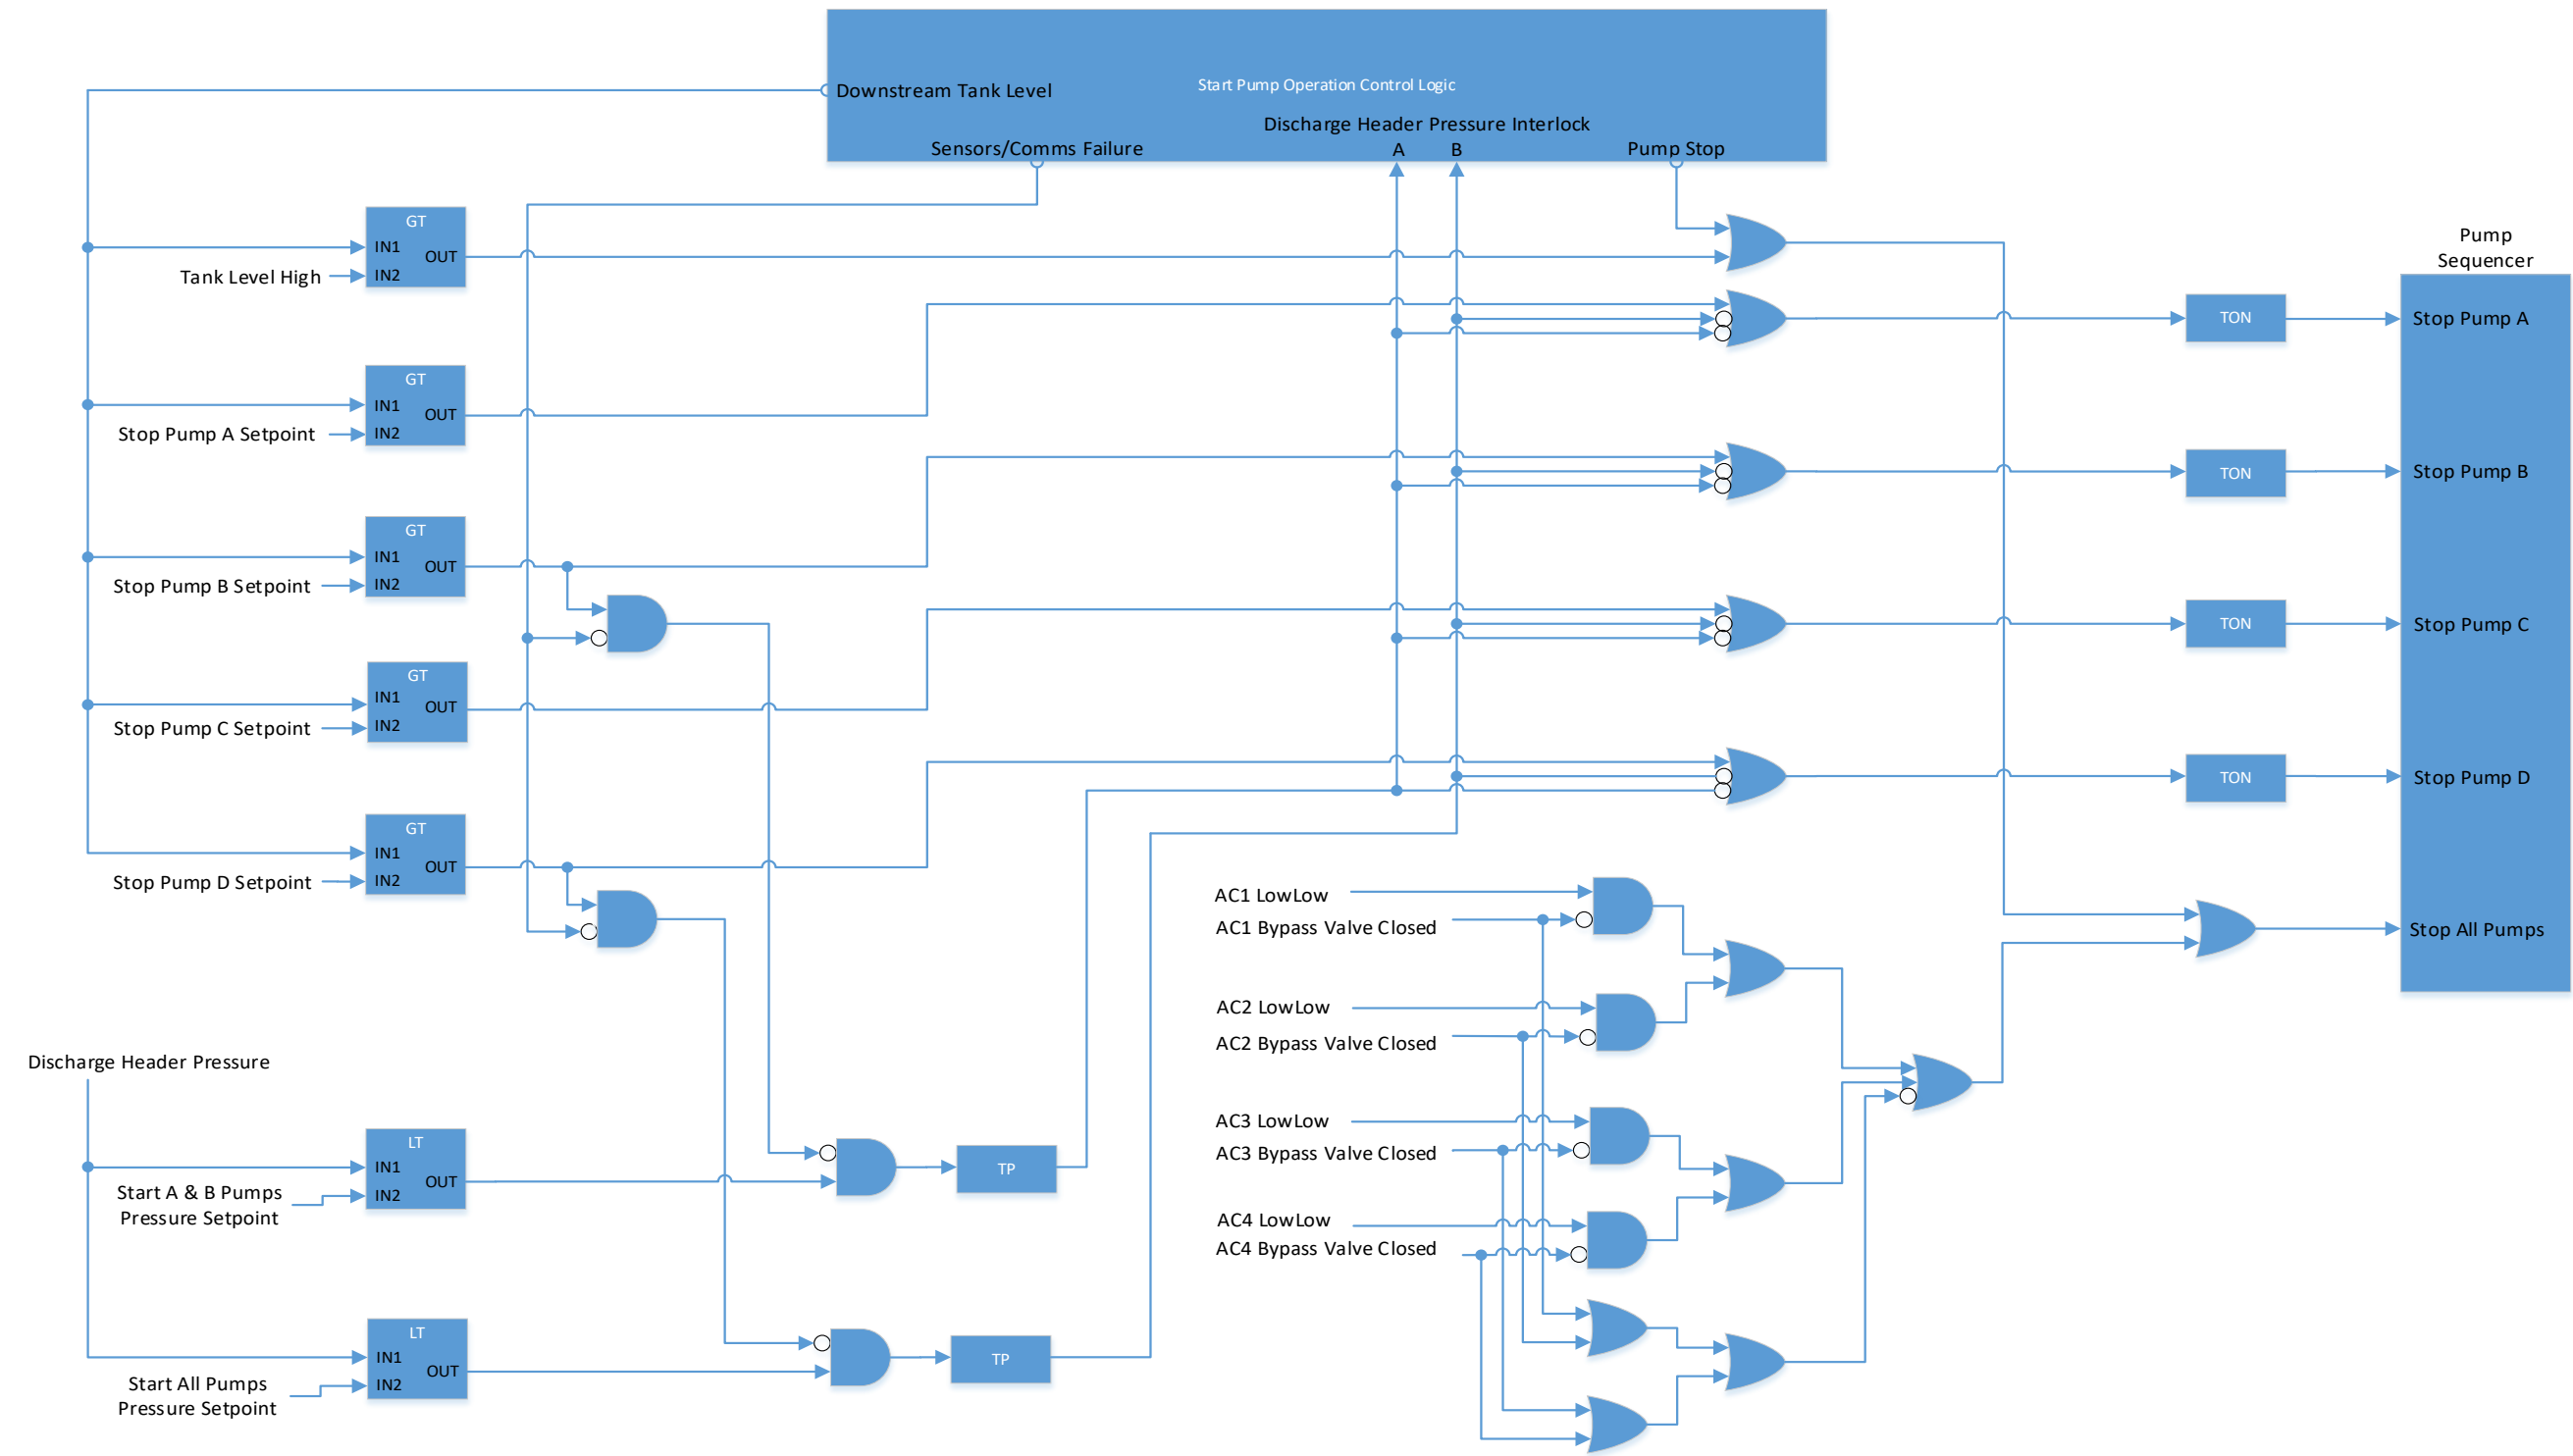 Start Pump Operation Control Logic
Downstream Tank Level
Discharge Header Pressure Interlock
Sensors/Comms Failure
A
B
Pump Stop
GT
IN1
OUT
IN2
Tank Level High
Pump
Sequencer
TON
Stop Pump A
GT
IN1
OUT
IN2
Stop Pump A Setpoint
TON
Stop Pump B
GT
IN1
OUT
IN2
Stop Pump B Setpoint
TON
Stop Pump C
GT
IN1
OUT
IN2
Stop Pump C Setpoint
TON
Stop Pump D
GT
IN1
OUT
IN2
Stop Pump D Setpoint
AC1 LowLow
AC1 Bypass Valve Closed
Stop All Pumps
AC2 LowLow
AC2 Bypass Valve Closed
Discharge Header Pressure
AC3 LowLow
AC3 Bypass Valve Closed
LT
IN1
OUT
IN2
Start A & B Pumps
Pressure Setpoint
TP
AC4 LowLow
AC4 Bypass Valve Closed
LT
IN1
OUT
IN2
Start All Pumps
Pressure Setpoint
TP